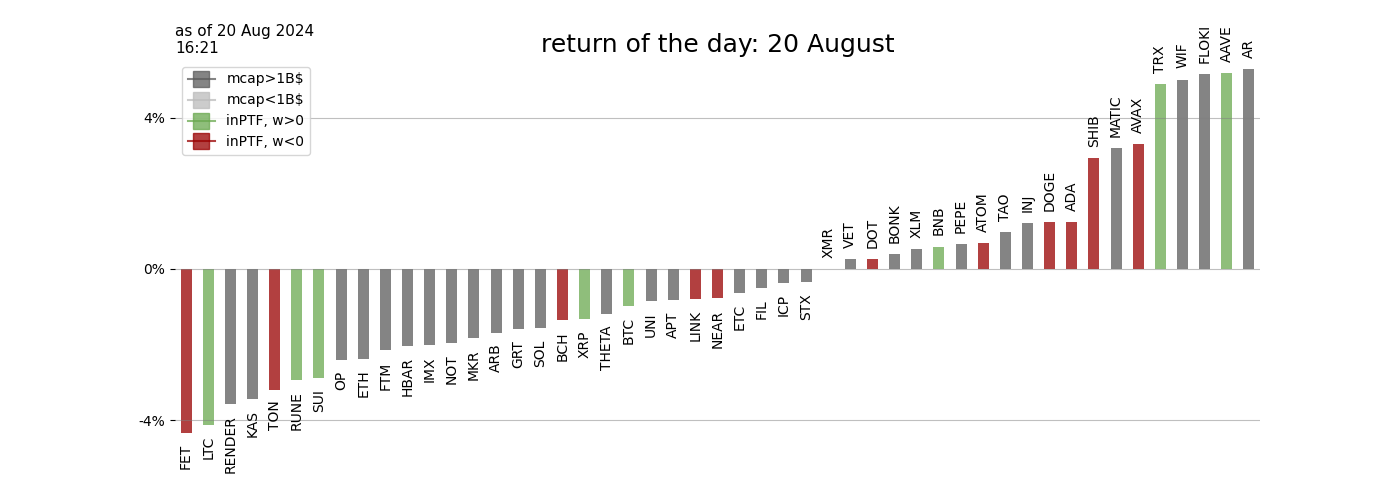 as of 20 Aug 2024
16:21
return of the day: 20 August
mcap>1B$
mcap<1B$
inPTF, w>0
inPTF, w<0
4%
0%
-4%
FET
LTC
RENDER
KAS
TON
RUNE
SUI
OP
ETH
FTM
HBAR
IMX
NOT
MKR
ARB
GRT
SOL
BCH
XRP
THETA
BTC
UNI
APT
LINK
NEAR
ETC
FIL
ICP
STX
XMR
VET
DOT
BONK
XLM
BNB
PEPE
ATOM
TAO
INJ
DOGE
ADA
SHIB
MATIC
AVAX
TRX
WIF
FLOKI
AAVE
AR